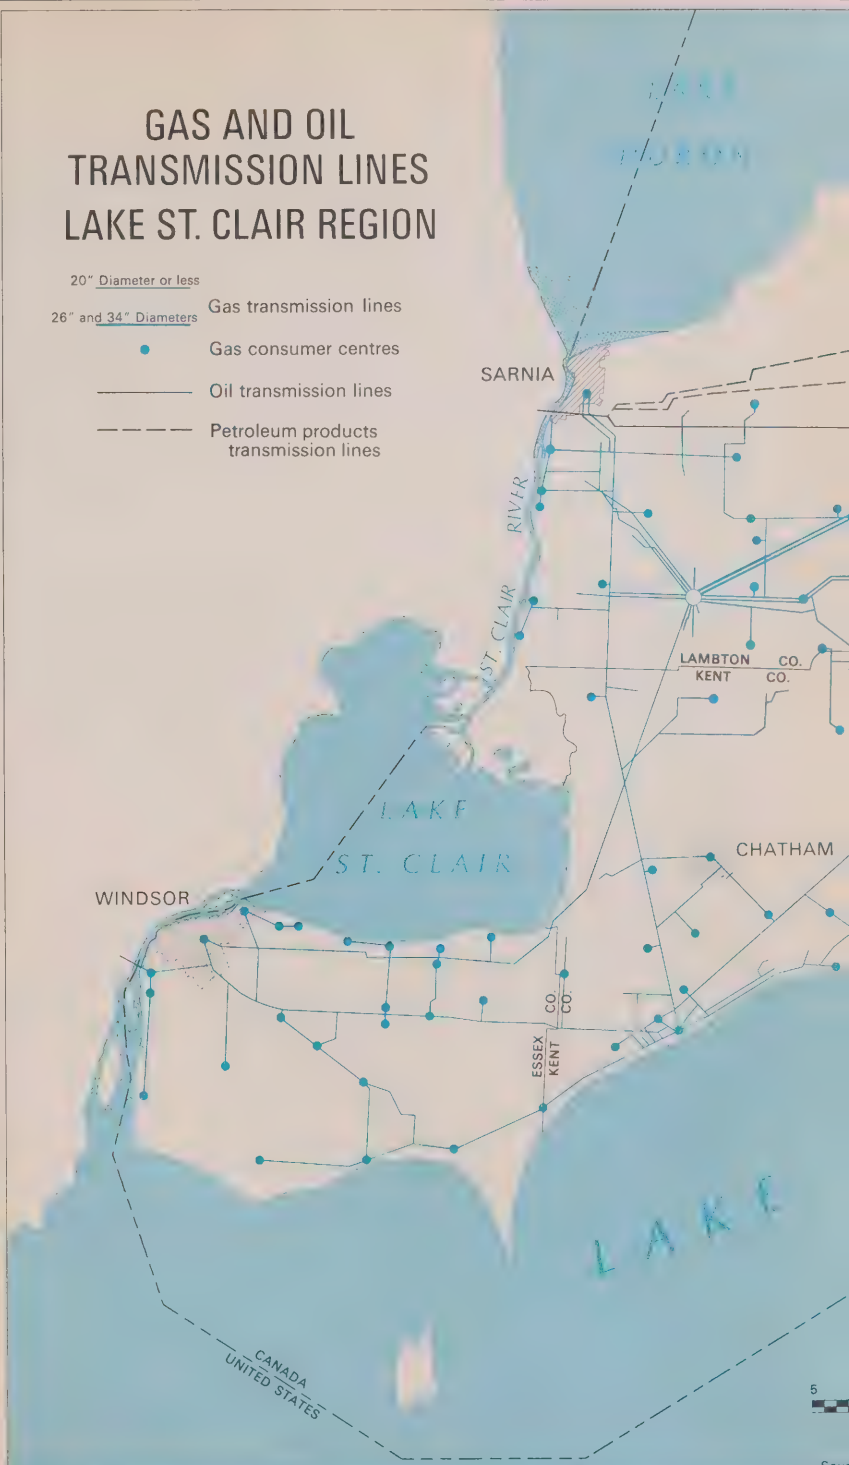 GAS AND OIL
TRANSMISSION LINES
LAKE ST. CLAIR REGION
20" Diameter or less
Gas transmission lines
26" and 34" Diameters
Gas consumer centres
Oil transmission lines
Petroleum products
transmission lines
LAKE
HURON
SARNIA
ST. CLAIR RIVER
LAMBTON CO.
KENT CO.
LAKE
ST. CLAIR
CHATHAM
WINDSOR
ESSEX CO.
KENT CO.
LAKE
CANADA
UNITED STATES
5